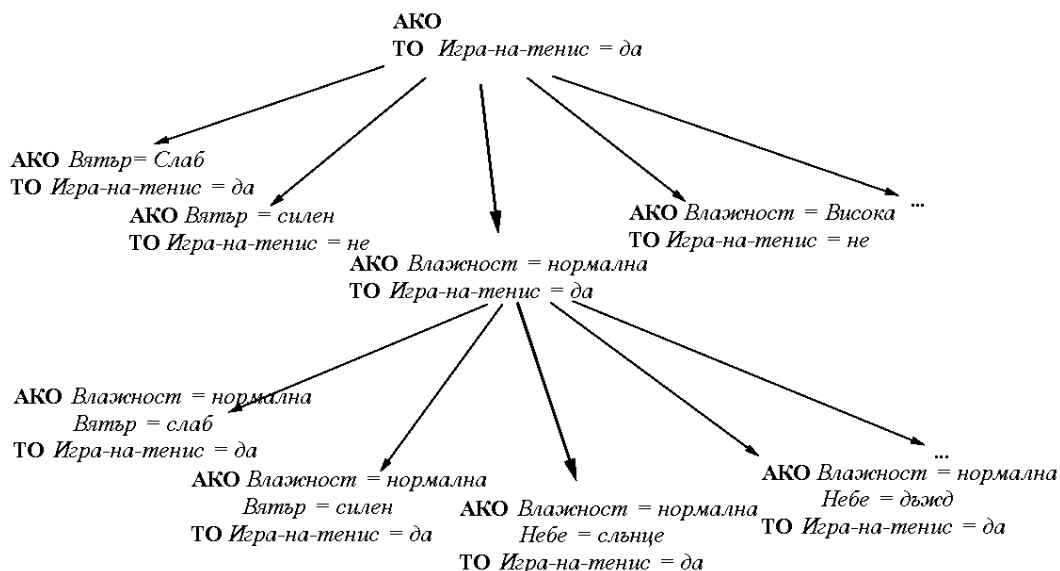 АКО
ТО Игра-на-тенис = да
АКО Вятър= Слаб
ТО Игра-на-тенис = да
АКО Вятър = силен
ТО Игра-на-тенис = не
АКО Влажност = нормална
ТО Игра-на-тенис = да
АКО Влажност = Висока
ТО Игра-на-тенис = не
...
АКО Влажност = нормална
Вятър = слаб
ТО Игра-на-тенис = да
АКО Влажност = нормална
Вятър = силен
ТО Игра-на-тенис = да
АКО Влажност = нормална
Небе = слънце
ТО Игра-на-тенис = да
АКО Влажност = нормална
Небе = дъжд
ТО Игра-на-тенис = да
...